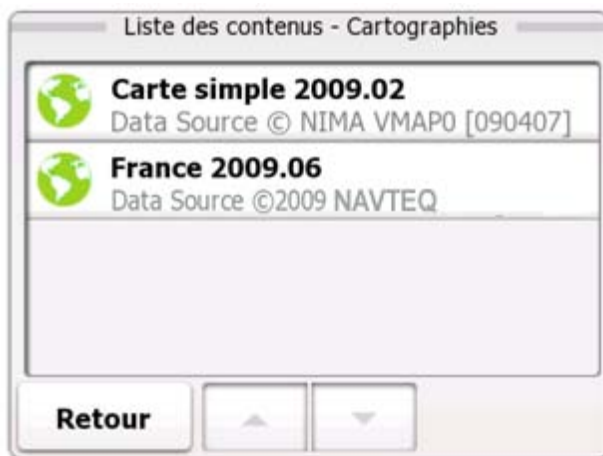 Liste des contenus - Cartographies
Carte simple 2009.02
Data Source © NIMA VMAP0 [090407]
France 2009.06
Data Source ©2009 NAVTEQ
Retour